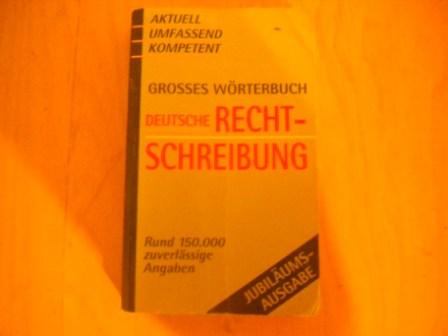 AKTUELL
UMFASSEND
KOMPETENT
GROSSES WÖRTERBUCH
DEUTSCHE RECHT-
SCHREIBUNG
Rund 150.000
zuverlässige
Angaben
JUBILÄUMS-
AUSGABE